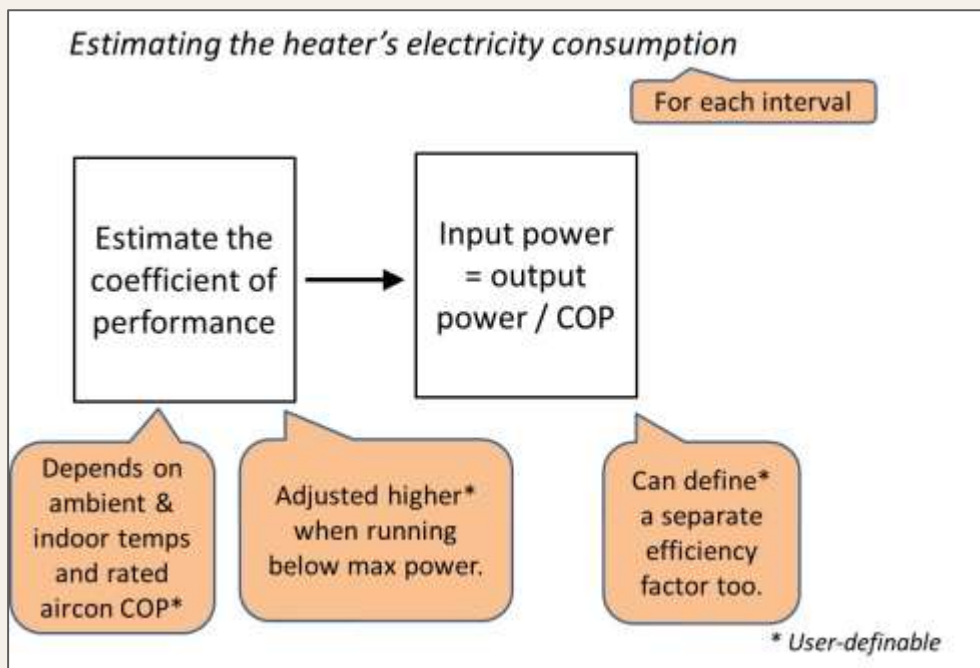 Estimating the heater's electricity consumption
For each interval
Estimate the
coefficient of
performance
Input power
= output
power / COP
Depends on
ambient &
indoor temps
and rated
aircon COP*
Adjusted higher*
when running
below max power.
Can define*
a separate
efficiency
factor too.
* User-definable